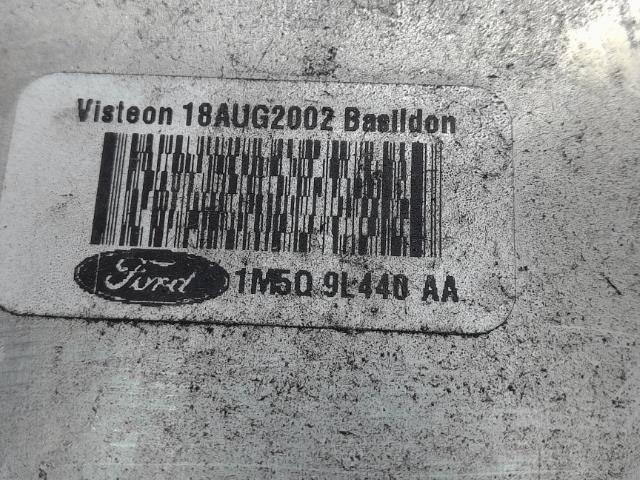 Visteon 18AUG2002 Basildon
Ford 1M5Q 9L440 AA